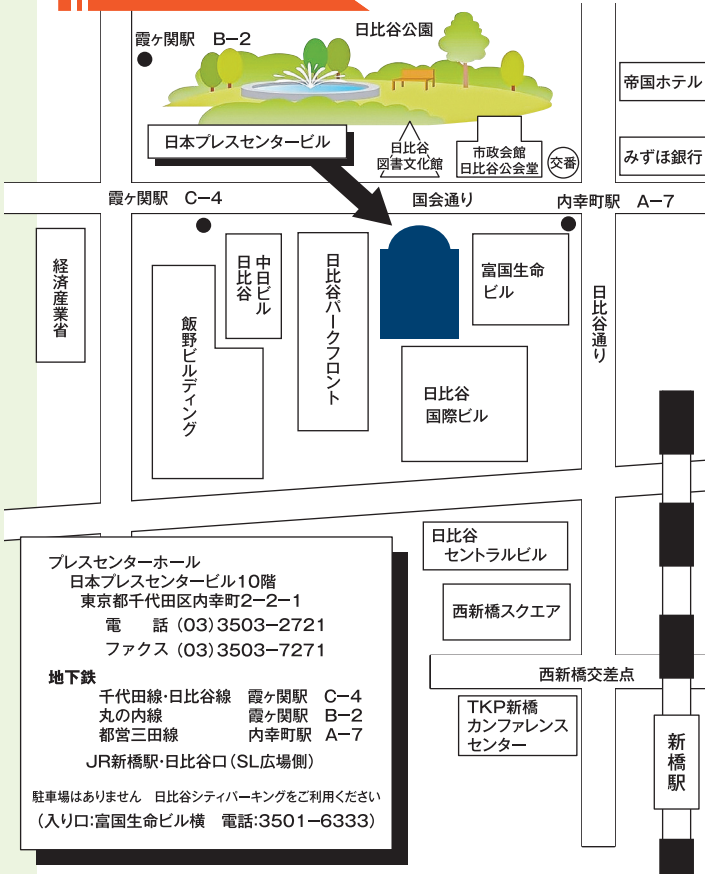 霞ヶ関駅 B-2
日比谷公園
帝国ホテル
日本プレスセンタービル
日比谷
図書文化館
市政会館
日比谷公会堂
交番
みずほ銀行
霞ヶ関駅 C-4
国会通り
内幸町駅 A-7
経済産業省
日比谷
中日ビル
飯野ビルディング
日比谷パークフロント
富国生命
ビル
日比谷通り
日比谷
国際ビル
日比谷
セントラルビル
西新橋スクエア
西新橋交差点
TKP新橋
カンファレンス
センター
新橋駅
プレスセンターホール
日本プレスセンタービル10階
東京都千代田区内幸町2-2-1
電 話 (03)3503-2721
ファクス (03)3503-7271
地下鉄
千代田線・日比谷線 霞ヶ関駅 C-4
丸の内線 霞ヶ関駅 B-2
都営三田線 内幸町駅 A-7
JR新橋駅・日比谷口(SL広場側)
駐車場はありません 日比谷シティパーキングをご利用ください
(入り口:富国生命ビル横 電話:3501-6333)